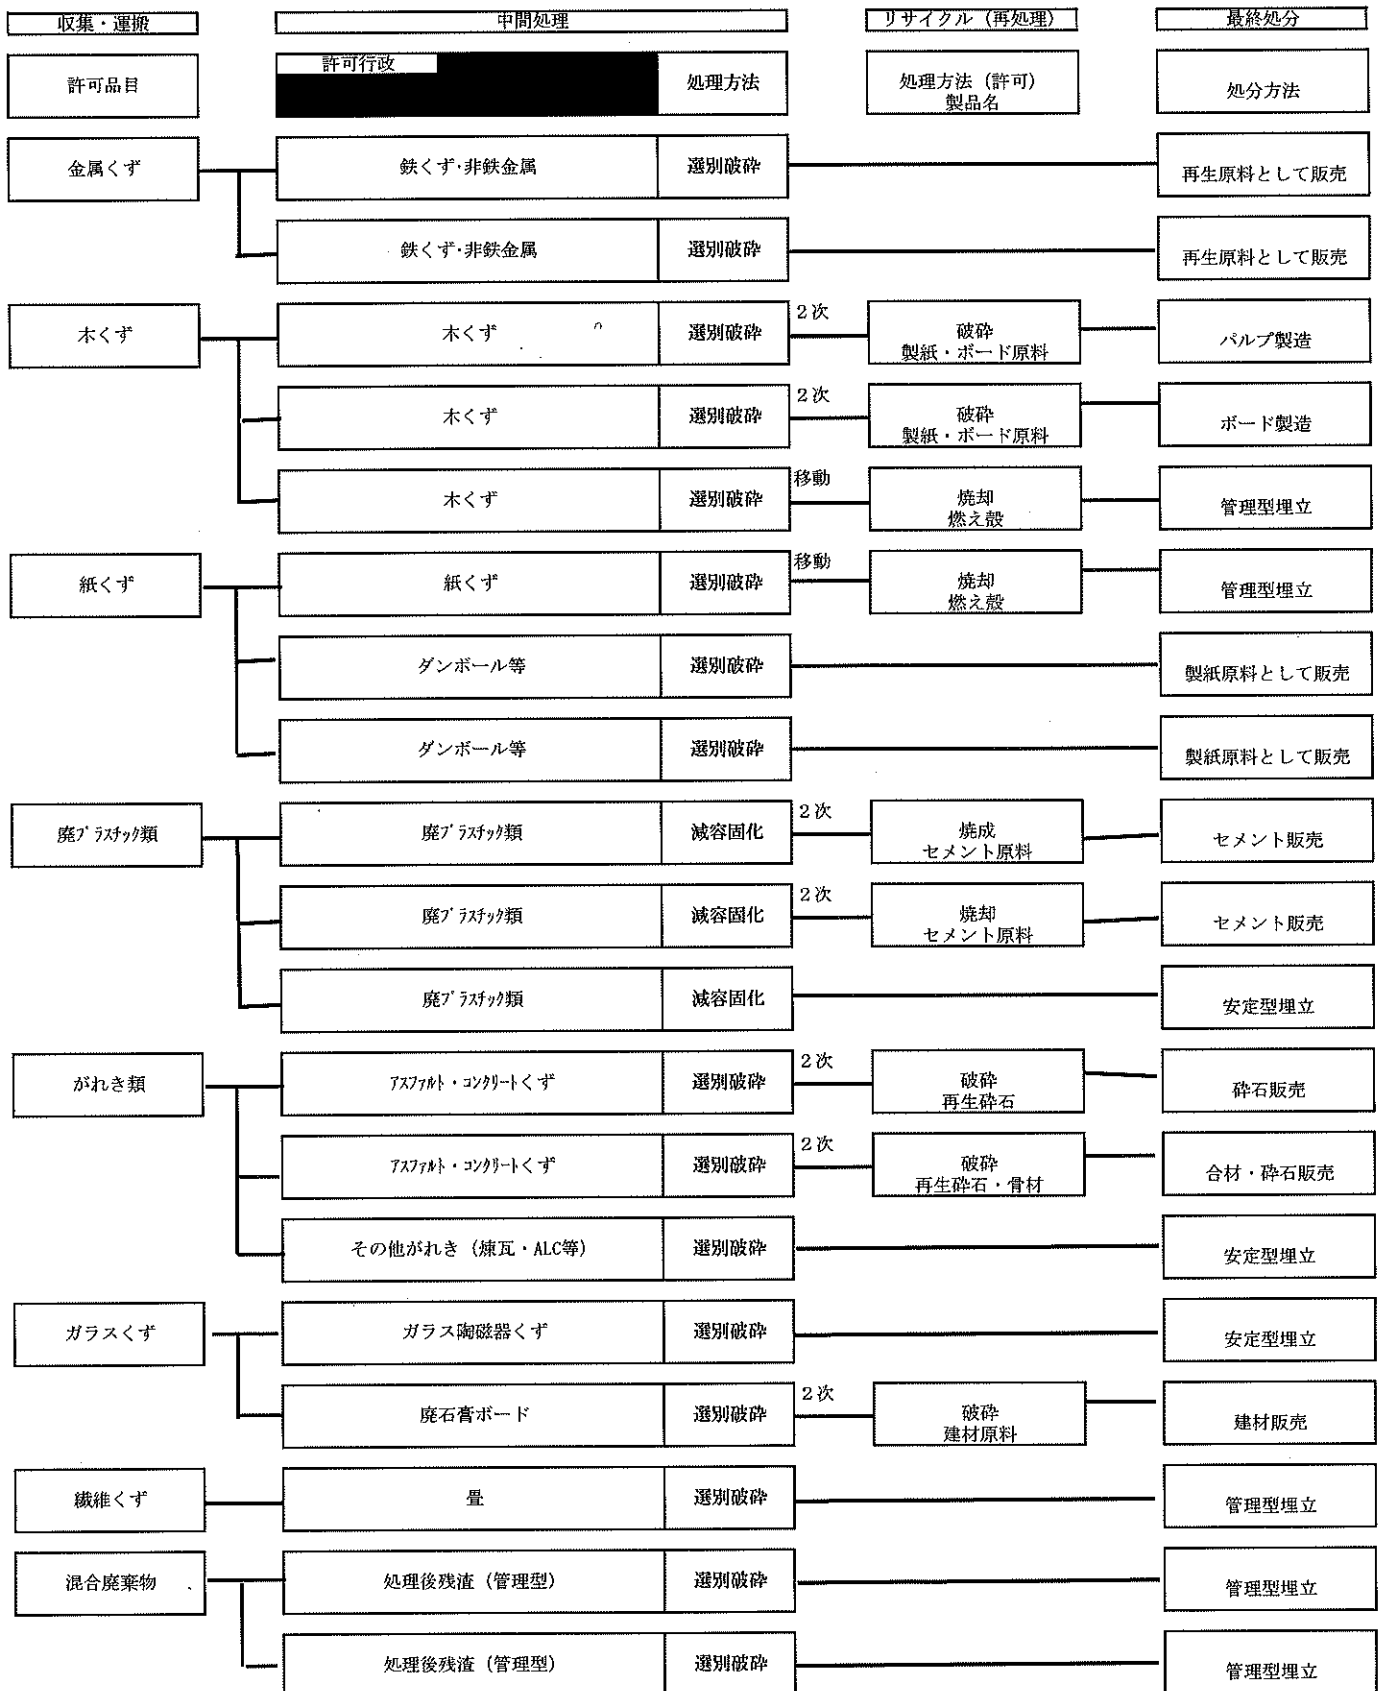 収集・運搬
中間処理
リサイクル（再処理）
最終処分
許可品目
許可行政
処理方法
処理方法（許可）
製品名
処分方法
金属くず
鉄くず・非鉄金属
選別破砕
再生原料として販売
鉄くず・非鉄金属
選別破砕
再生原料として販売
木くず
木くず
選別破砕
2次
破砕
製紙・ボード原料
パルプ製造
木くず
選別破砕
2次
破砕
製紙・ボード原料
ボード製造
木くず
選別破砕
移動
焼却
燃え殻
管理型埋立
紙くず
紙くず
選別破砕
移動
焼却
燃え殻
管理型埋立
ダンボール等
選別破砕
製紙原料として販売
ダンボール等
選別破砕
製紙原料として販売
廃ﾌﾟﾗｽﾁｯｸ類
廃ﾌﾟﾗｽﾁｯｸ類
減容固化
2次
焼成
セメント原料
セメント販売
廃ﾌﾟﾗｽﾁｯｸ類
減容固化
2次
焼却
セメント原料
セメント販売
廃ﾌﾟﾗｽﾁｯｸ類
減容固化
安定型埋立
がれき類
ｱｽﾌｧﾙﾄ・ｺﾝｸﾘｰﾄくず
選別破砕
2次
破砕
再生砕石
砕石販売
ｱｽﾌｧﾙﾄ・ｺﾝｸﾘｰﾄくず
選別破砕
2次
破砕
再生砕石・骨材
合材・砕石販売
その他がれき（煉瓦・ALC等）
選別破砕
安定型埋立
ガラスくず
ガラス陶磁器くず
選別破砕
安定型埋立
廃石膏ボード
選別破砕
2次
破砕
建材原料
建材販売
繊維くず
畳
選別破砕
管理型埋立
混合廃棄物
処理後残渣（管理型）
選別破砕
管理型埋立
処理後残渣（管理型）
選別破砕
管理型埋立